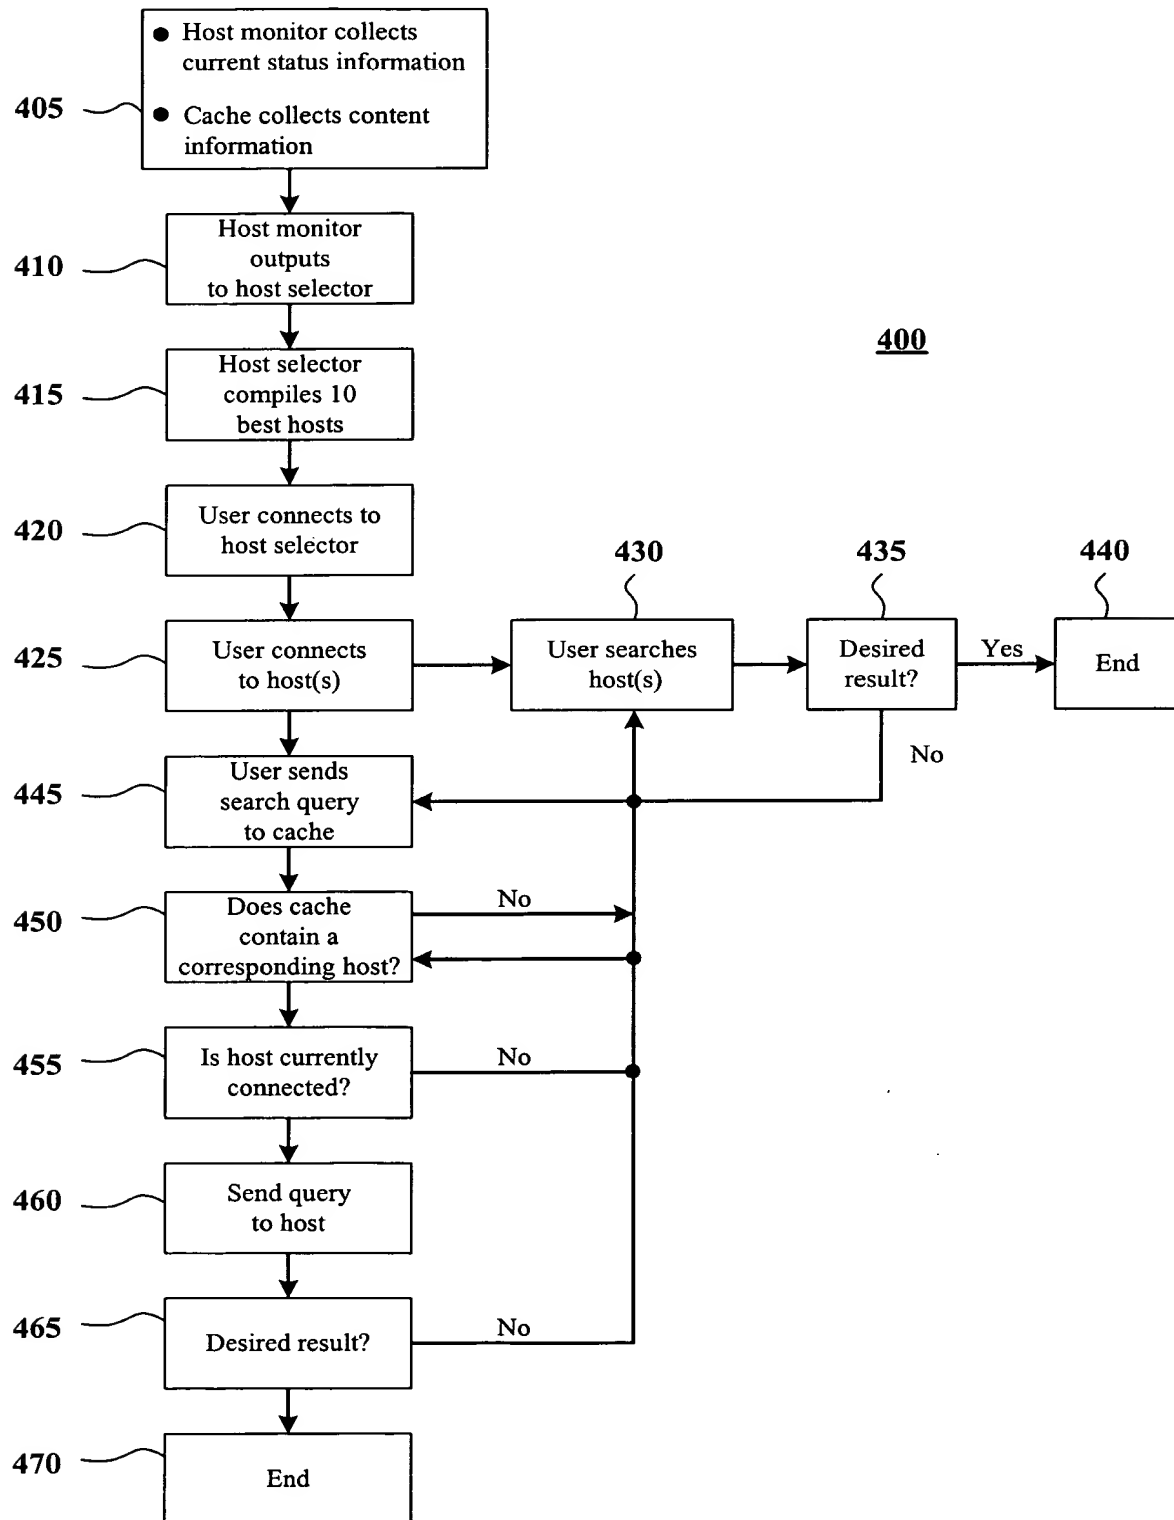 ● Host monitor collects
current status information
● Cache collects content
information
405
Host monitor
outputs
to host selector
410
400
Host selector
compiles 10
best hosts
415
User connects to
host selector
420
430
435
440
User connects
to host(s)
425
User searches
host(s)
Desired
result?
Yes
End
No
User sends
search query
to cache
445
Does cache
contain a
corresponding host?
450
No
Is host currently
connected?
455
No
Send query
to host
460
Desired result?
465
No
End
470